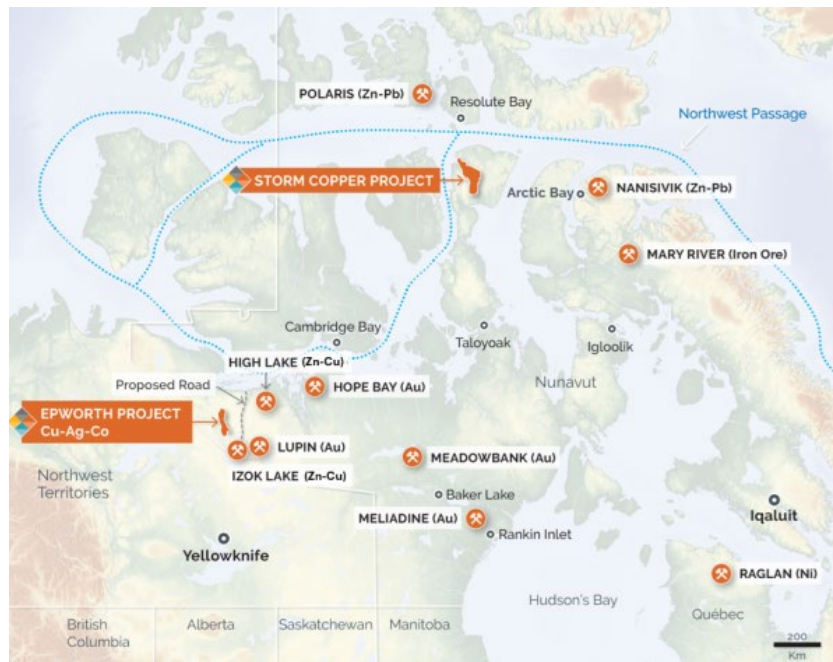 POLARIS (Zn-Pb)
Resolute Bay
Northwest Passage
STORM COPPER PROJECT
Arctic Bay
NANISIVIK (Zn-Pb)
MARY RIVER (Iron Ore)
Cambridge Bay
Taloyoak
Igloolik
HIGH LAKE (Zn-Cu)
Proposed Road
HOPE BAY (Au)
Nunavut
EPWORTH PROJECT
Cu-Ag-Co
LUPIN (Au)
MEADOWBANK (Au)
Northwest
Territories
IZOK LAKE (Zn-Cu)
Baker Lake
MELIADINE (Au)
Iqaluit
Rankin Inlet
Yellowknife
RAGLAN (Ni)
Hudson's Bay
Québec
British
Columbia
Alberta
Saskatchewan
Manitoba
200
Km